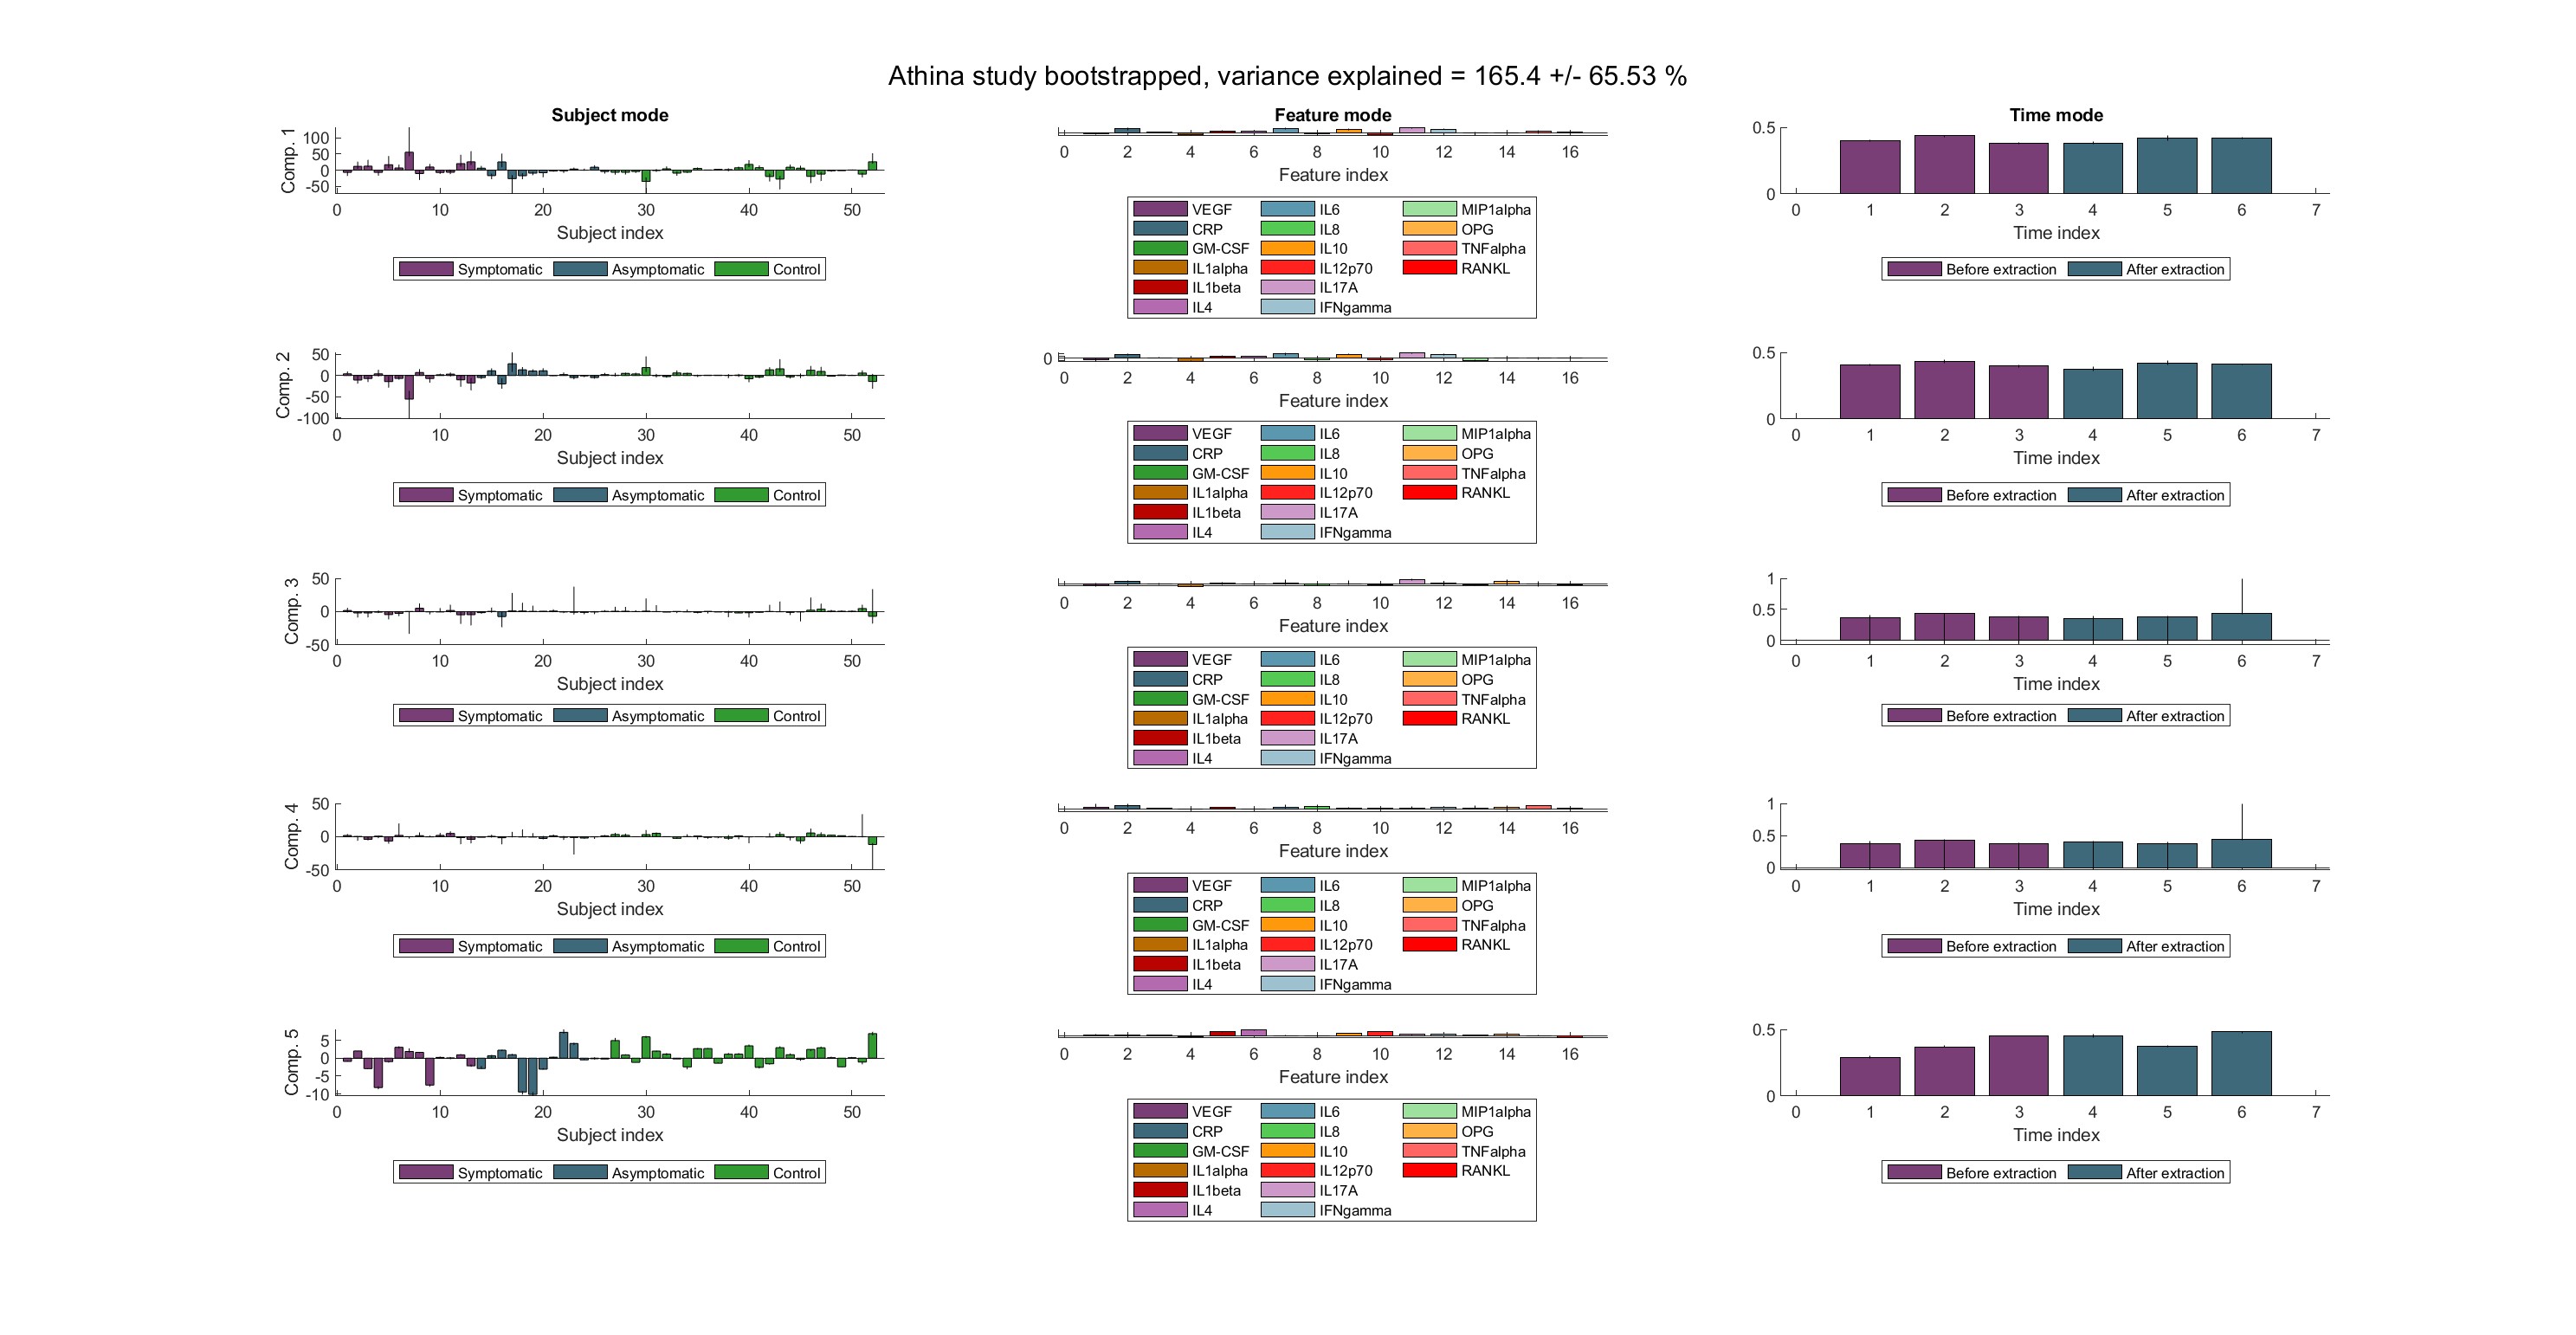 Athina study bootstrapped, variance explained = 165.4 +/- 65.53 %
Subject mode
Feature mode
Time mode
Comp. 1
100
50
0
-50
0 10 20 30 40 50
Subject index
Symptomatic Asymptomatic Control
0 2 4 6 8 10 12 14 16
Feature index
VEGF IL6 MIP1alpha
CRP IL8 OPG
GM-CSF IL10 TNFalpha
IL1alpha IL12p70 RANKL
IL1beta IL17A
IL4 IFNgamma
0.5
0
0 1 2 3 4 5 6 7
Time index
Before extraction After extraction
Comp. 2
50
0
-50
-100
0 10 20 30 40 50
Subject index
Symptomatic Asymptomatic Control
0
0 2 4 6 8 10 12 14 16
Feature index
VEGF IL6 MIP1alpha
CRP IL8 OPG
GM-CSF IL10 TNFalpha
IL1alpha IL12p70 RANKL
IL1beta IL17A
IL4 IFNgamma
0.5
0
0 1 2 3 4 5 6 7
Time index
Before extraction After extraction
Comp. 3
50
0
-50
0 10 20 30 40 50
Subject index
Symptomatic Asymptomatic Control
0 2 4 6 8 10 12 14 16
Feature index
VEGF IL6 MIP1alpha
CRP IL8 OPG
GM-CSF IL10 TNFalpha
IL1alpha IL12p70 RANKL
IL1beta IL17A
IL4 IFNgamma
1
0.5
0
0 1 2 3 4 5 6 7
Time index
Before extraction After extraction
Comp. 4
50
0
-50
0 10 20 30 40 50
Subject index
Symptomatic Asymptomatic Control
0 2 4 6 8 10 12 14 16
Feature index
VEGF IL6 MIP1alpha
CRP IL8 OPG
GM-CSF IL10 TNFalpha
IL1alpha IL12p70 RANKL
IL1beta IL17A
IL4 IFNgamma
1
0.5
0
0 1 2 3 4 5 6 7
Time index
Before extraction After extraction
Comp. 5
5
0
-5
-10
0 10 20 30 40 50
Subject index
Symptomatic Asymptomatic Control
0 2 4 6 8 10 12 14 16
Feature index
VEGF IL6 MIP1alpha
CRP IL8 OPG
GM-CSF IL10 TNFalpha
IL1alpha IL12p70 RANKL
IL1beta IL17A
IL4 IFNgamma
0.5
0
0 1 2 3 4 5 6 7
Time index
Before extraction After extraction